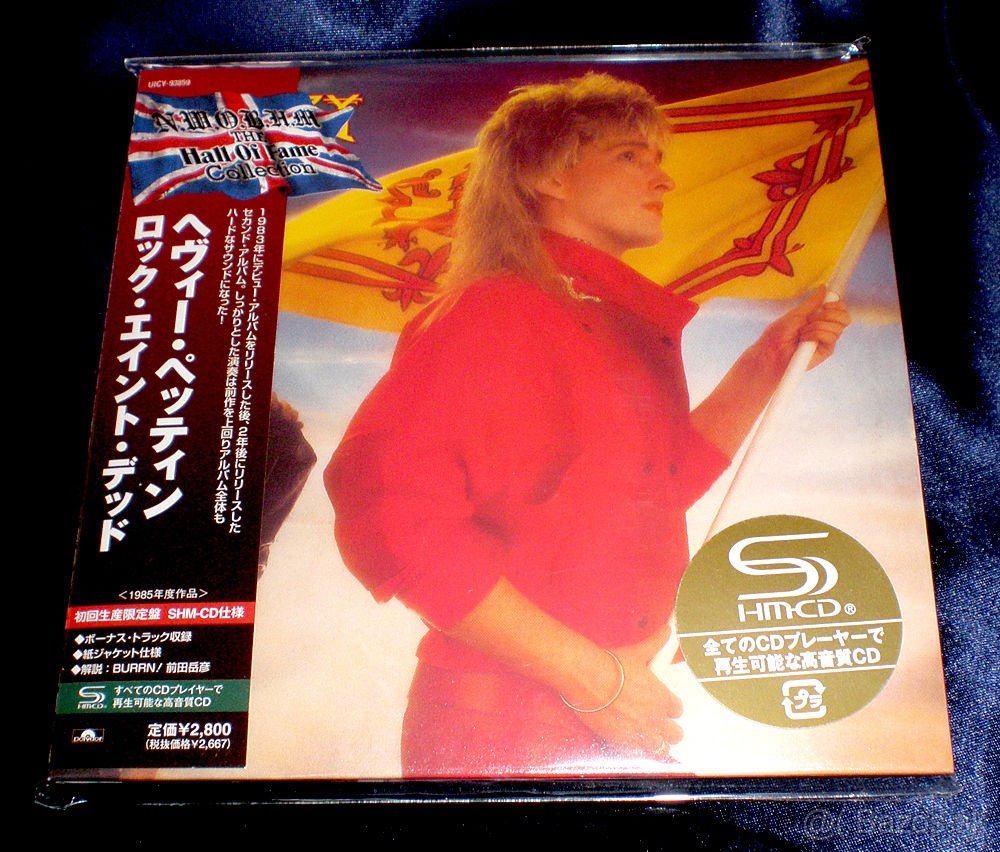 UICY-93859
N.W.O.B.H.M
THE
Hall Of Fame
Collection
ヘヴィー・ペッティン
ロック・エイント・デッド
1983年にデビュー・アルバムをリリースした後、2年後にリリースした
セカンド・アルバム。しっかりとした演奏は前作を上回りアルバム全体も
ハードなサウンドになった！
＜1985年度作品＞
初回生産限定盤 SHM-CD仕様
◆ボーナス・トラック収録
◆紙ジャケット仕様
◆解説：BURRN! 前田岳彦
SHM-CD
すべてのCDプレイヤーで
再生可能な高音質CD
polydor
定価¥2,800
(税抜価格¥2,667)
SHM-CD®
全てのCDプレーヤーで
再生可能な高音質CD
プラ